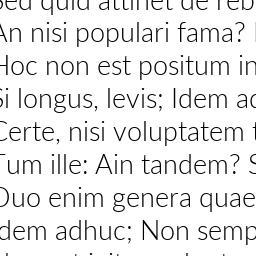 Sed quid attinet de reb
An nisi populari fama?
Hoc non est positum in
Si longus, levis; Idem ad
Certe, nisi voluptatem t
Tum ille: Ain tandem? S
Duo enim genera quae
Idem adhuc; Non semp